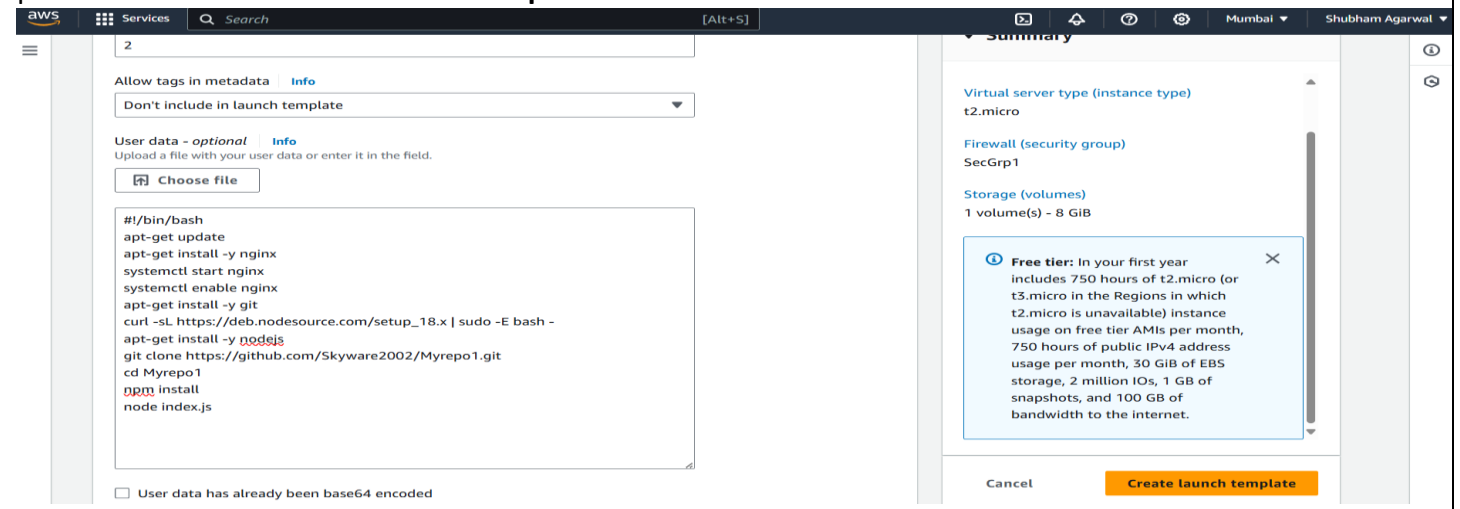 aws
Services
Search
[Alt+S]
Mumbai
Shubham Agarwal
2
Allow tags in metadata Info
Don't include in launch template
User data - optional Info
Upload a file with your user data or enter it in the field.
Choose file
#!/bin/bash
apt-get update
apt-get install -y nginx
systemctl start nginx
systemctl enable nginx
apt-get install -y git
curl -sL https://deb.nodesource.com/setup_18.x | sudo -E bash -
apt-get install -y nodejs
git clone https://github.com/Skyware2002/Myrepo1.git
cd Myrepo1
npm install
node index.js
User data has already been base64 encoded
Summary
Virtual server type (instance type)
t2.micro
Firewall (security group)
SecGrp1
Storage (volumes)
1 volume(s) - 8 GiB
Free tier: In your first year
includes 750 hours of t2.micro (or
t3.micro in the Regions in which
t2.micro is unavailable) instance
usage on free tier AMIs per month,
750 hours of public IPv4 address
usage per month, 30 GiB of EBS
storage, 2 million IOs, 1 GB of
snapshots, and 100 GB of
bandwidth to the internet.
Cancel
Create launch template